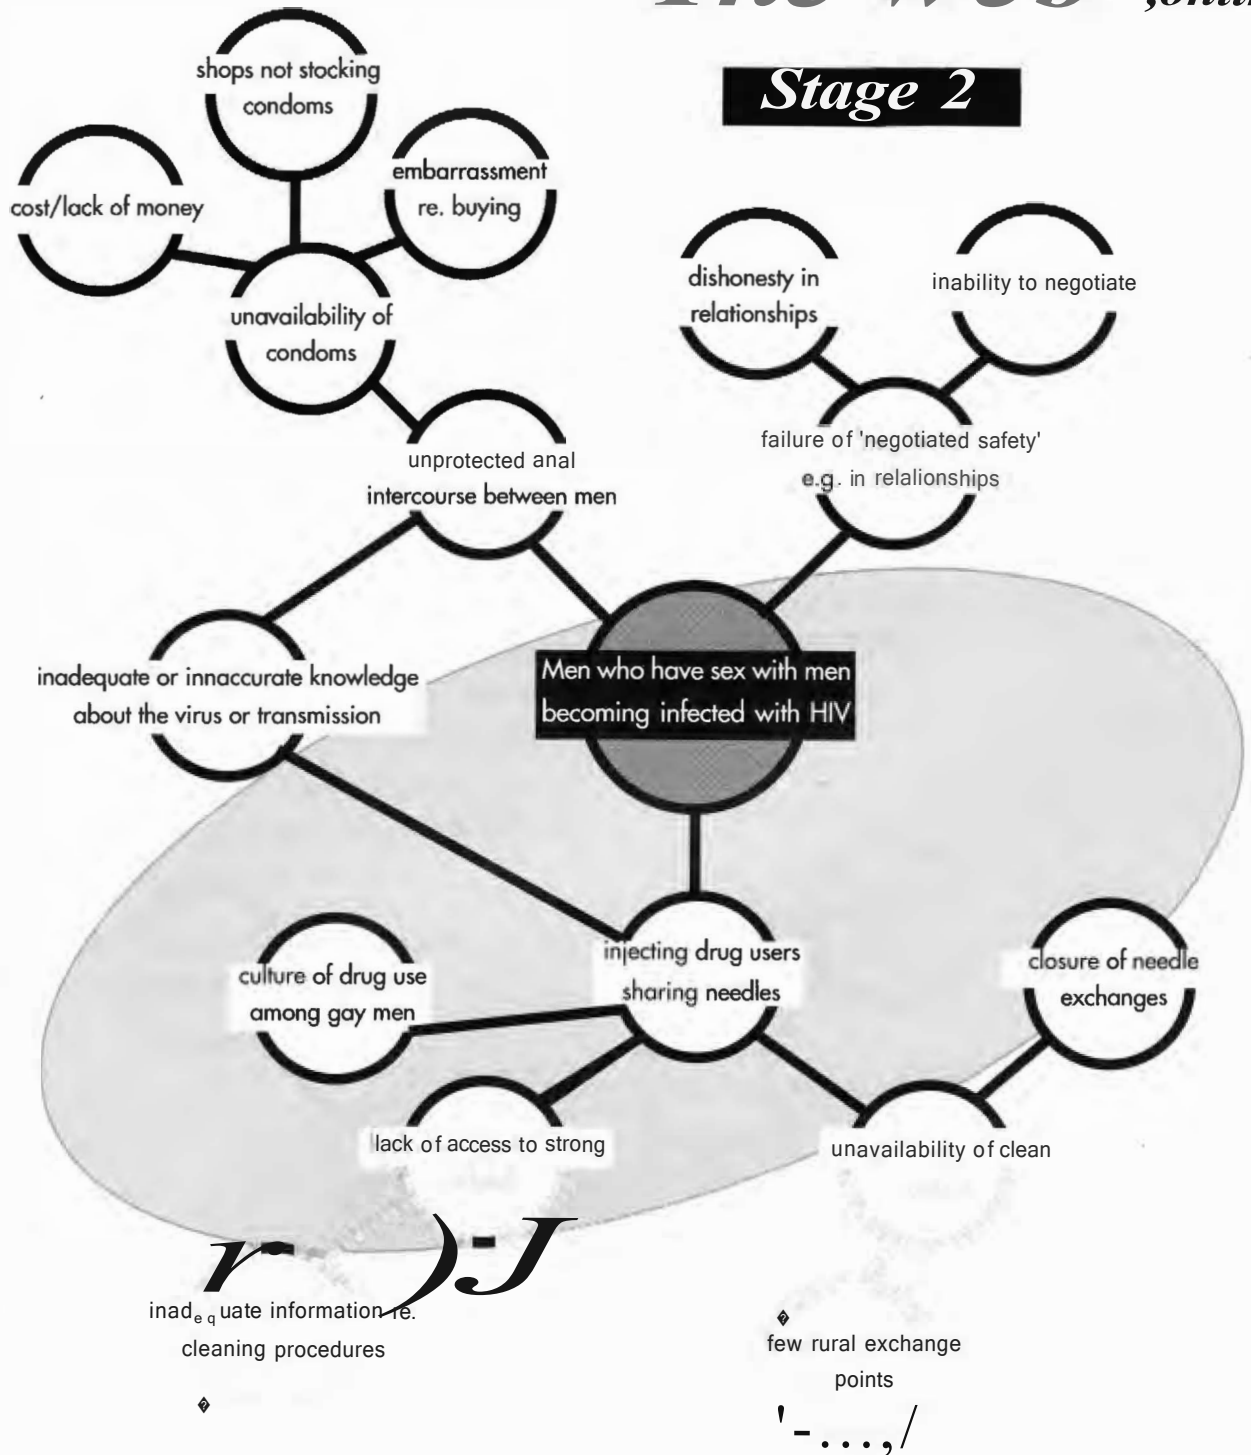 Stage 2
shops not stocking
condoms
embarrassment
re. buying
cost/lack of money
unavailability of
condoms
dishonesty in
relationships
inability to negotiate
failure of 'negotiated safety'
e.g. in relalionships
unprotected anal
intercourse between men
inadequate or innaccurate knowledge
about the virus or transmission
Men who have sex with men
becoming infected with HIV
culture of drug use
among gay men
injecting drug users
sharing needles
closure of needle
exchanges
lack of access to strong
unavailability of clean
inadequate information re.
cleaning procedures
few rural exchange
points